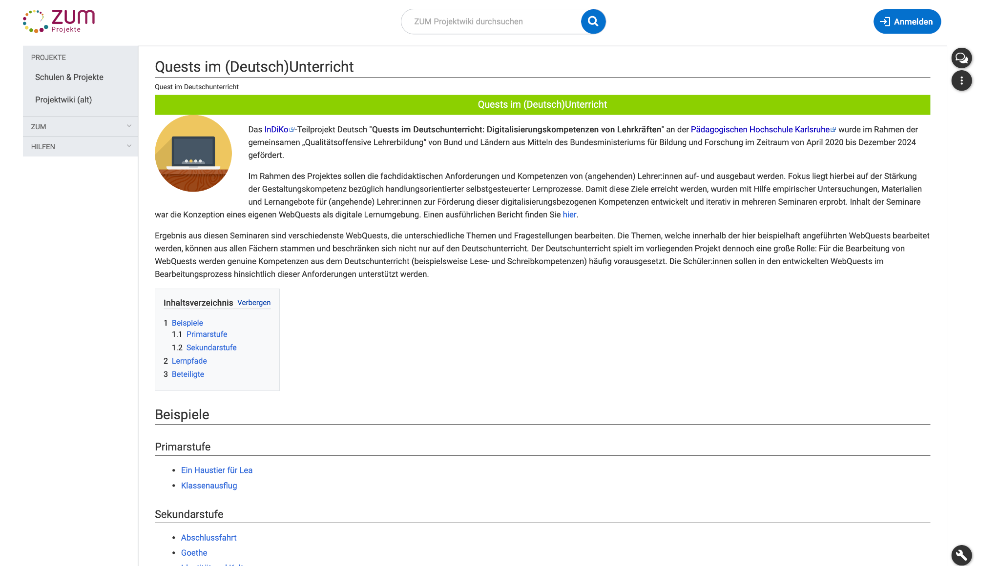 ZUM
Projekte
ZUM Projektwiki durchsuchen
Anmelden
PROJEKTE
Schulen & Projekte
Projektwiki (alt)
ZUM
HILFEN
Quests im (Deutsch)Unterricht
Quest im Deutschunterricht
Quests im (Deutsch)Unterricht
Das InDiKo-Teilprojekt Deutsch "Quests im Deutschunterricht: Digitalisierungskompetenzen von Lehrkräften" an der Pädagogischen Hochschule Karlsruhe wurde im Rahmen der
gemeinsamen „Qualitätsoffensive Lehrerbildung“ von Bund und Ländern aus Mitteln des Bundesministeriums für Bildung und Forschung im Zeitraum von April 2020 bis Dezember 2024
gefördert.
Im Rahmen des Projektes sollen die fachdidaktischen Anforderungen und Kompetenzen von (angehenden) Lehrer:innen auf- und ausgebaut werden. Fokus liegt hierbei auf der Stärkung
der Gestaltungskompetenz bezüglich handlungsorientierter selbstgesteuerter Lernprozesse. Damit diese Ziele erreicht werden, wurden mit Hilfe empirischer Untersuchungen, Materialien
und Lernangebote für (angehende) Lehrer:innen zur Förderung dieser digitalisierungsbezogenen Kompetenzen entwickelt und iterativ in mehreren Seminaren erprobt. Inhalt der Seminare
war die Konzeption eines eigenen WebQuests als digitale Lernumgebung. Einen ausführlichen Bericht finden Sie hier.
Ergebnis aus diesen Seminaren sind verschiedenste WebQuests, die unterschiedliche Themen und Fragestellungen bearbeiten. Die Themen, welche innerhalb der hier beispielhaft angeführten WebQuests bearbeitet
werden, können aus allen Fächern stammen und beschränken sich nicht nur auf den Deutschunterricht. Der Deutschunterricht spielt im vorliegenden Projekt dennoch eine große Rolle: Für die Bearbeitung von
WebQuests werden genuine Kompetenzen aus dem Deutschunterricht (beispielsweise Lese- und Schreibkompetenzen) häufig vorausgesetzt. Die Schüler:innen sollen in den entwickelten WebQuests im
Bearbeitungsprozess hinsichtlich dieser Anforderungen unterstützt werden.
Inhaltsverzeichnis Verbergen
1 Beispiele
1.1 Primarstufe
1.2 Sekundarstufe
2 Lernpfade
3 Beteiligte
Beispiele
Primarstufe
• Ein Haustier für Lea
• Klassenausflug
Sekundarstufe
• Abschlussfahrt
• Goethe